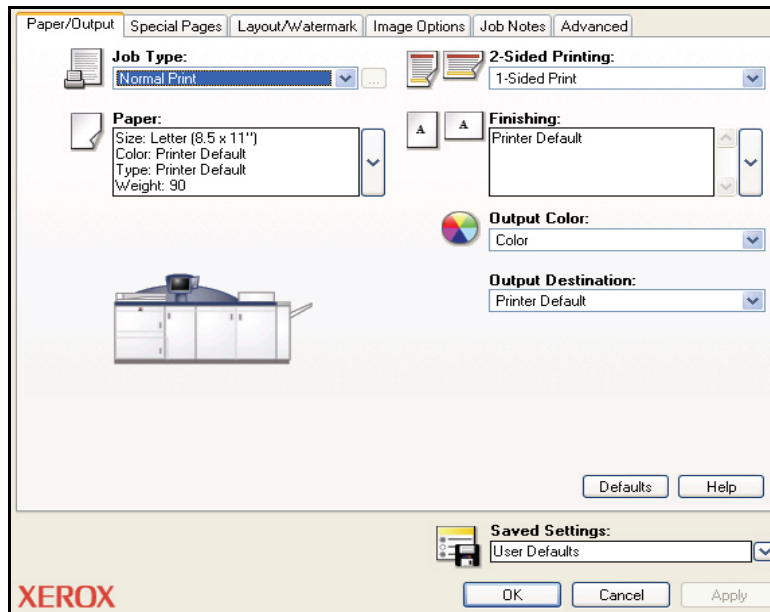 Paper/Output Special Pages Layout/Watermark Image Options Job Notes Advanced
Job Type:
Normal Print
...
2-Sided Printing:
1-Sided Print
Paper:
Size: Letter (8.5 x 11")
Color: Printer Default
Type: Printer Default
Weight: 90
A
A
Finishing:
Printer Default
Output Color:
Color
Output Destination:
Printer Default
Defaults Help
Saved Settings:
User Defaults
XEROX
OK Cancel Apply